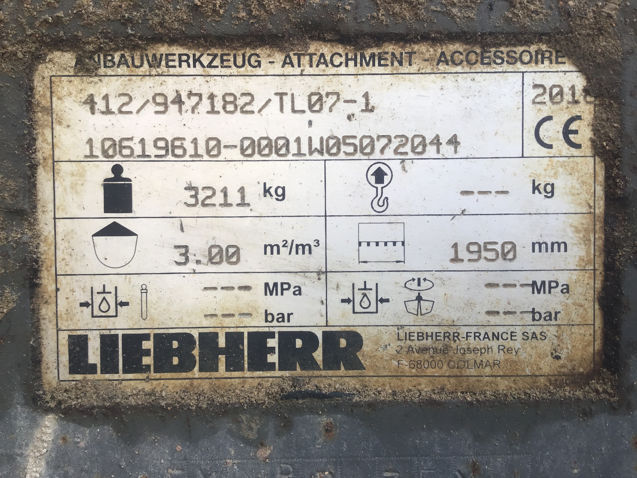 ANBAUWERKZEUG - ATTACHMENT - ACCESSOIRE
412/947182/TL07-1
2018
10619610-0001W05072044
CE
3211 kg
--- kg
3.00 m²/m³
1950 mm
--- MPa
--- bar
--- MPa
--- bar
LIEBHERR
LIEBHERR-FRANCE SAS
2 Avenue Joseph Rey
F-68000 COLMAR